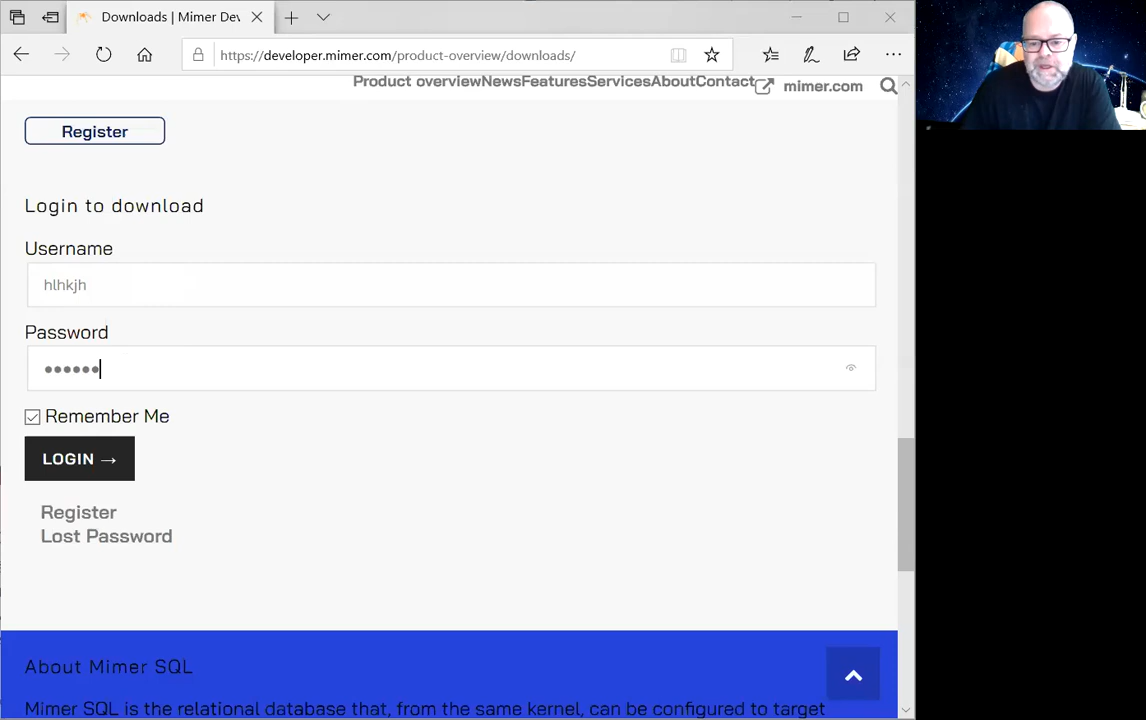 Downloads | Mimer Dev
https://developer.mimer.com/product-overview/downloads/
Product overviewNewsFeaturesServicesAboutContact mimer.com
Register
Login to download
Username
hlhkjh
Password
••••••
Remember Me
LOGIN →
Register
Lost Password
About Mimer SQL
Mimer SQL is the relational database that, from the same kernel, can be configured to target